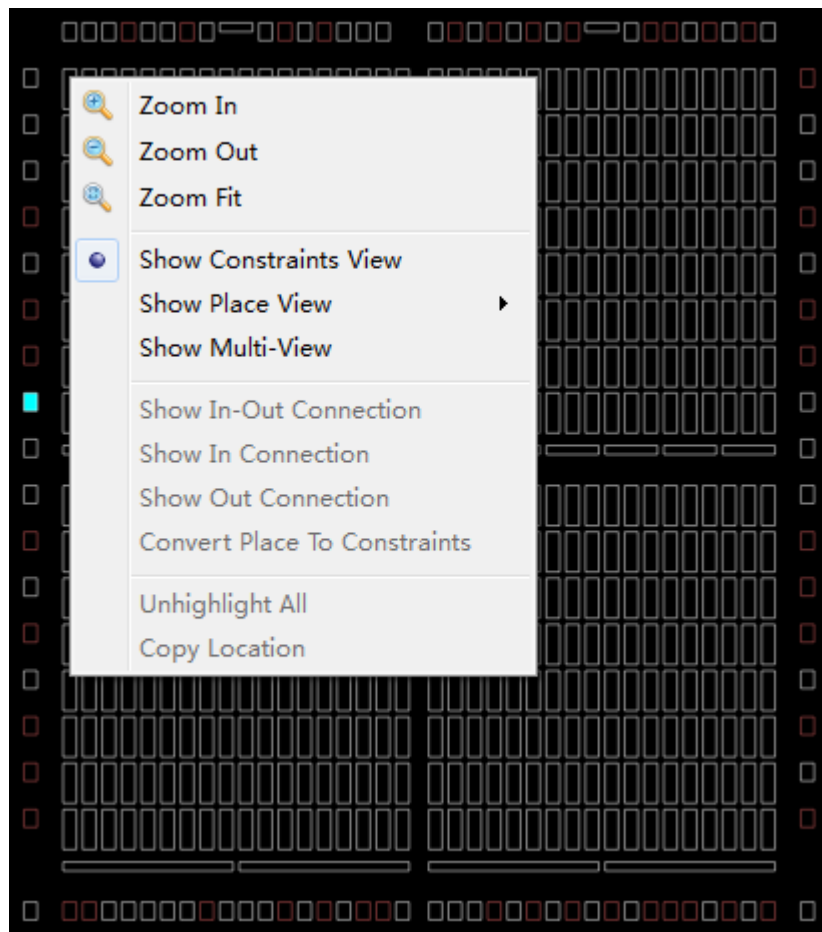 Zoom In
Zoom Out
Zoom Fit
Show Constraints View
Show Place View
Show Multi-View
Show In-Out Connection
Show In Connection
Show Out Connection
Convert Place To Constraints
Unhighlight All
Copy Location